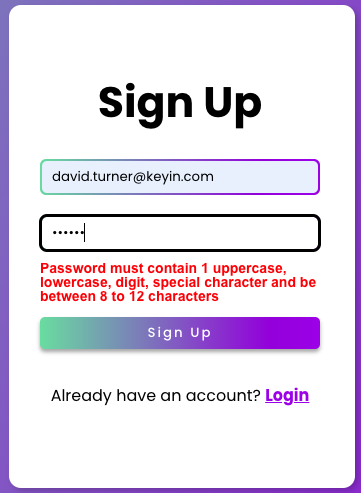 Sign Up
david.turner@keyin.com
••••••
Password must contain 1 uppercase,
lowercase, digit, special character and be
between 8 to 12 characters
Sign Up
Already have an account? Login